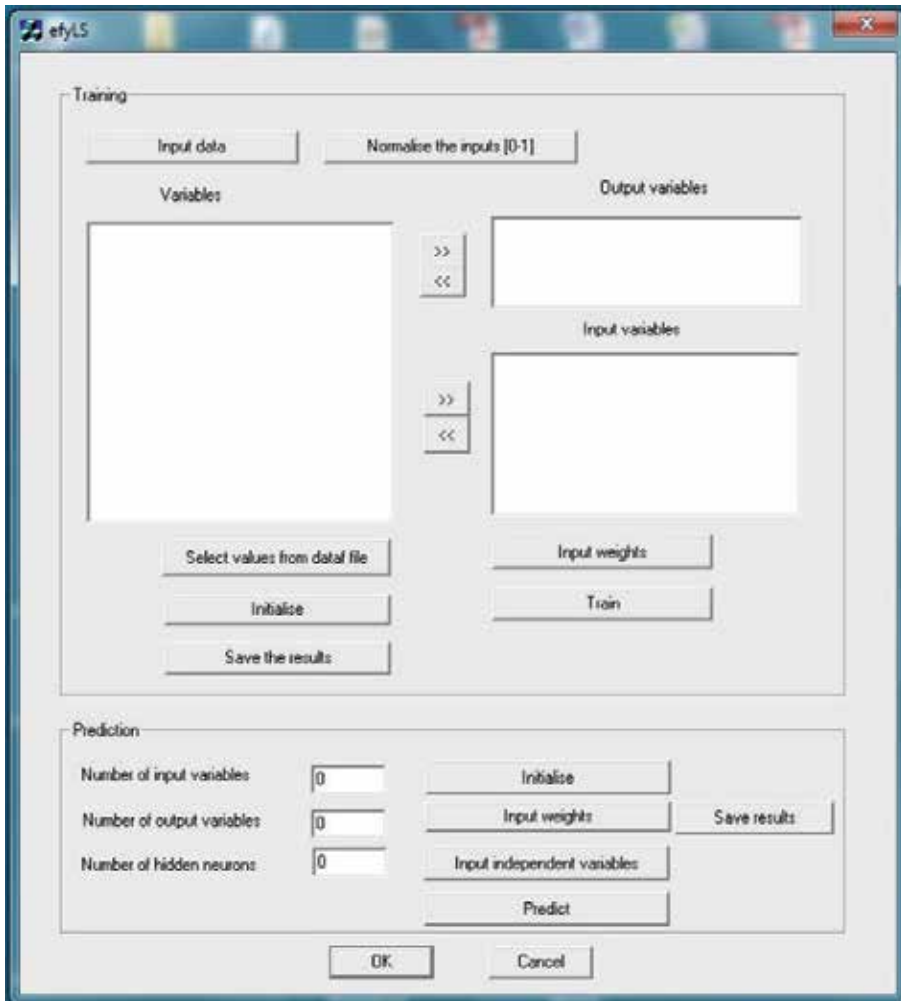 efyLS
Training
Input data
Normalise the inputs [0-1]
Variables
Output variables
>>
<<
Input variables
>>
<<
Select values from dataf file
Input weights
Initialise
Train
Save the results
Prediction
Number of input variables
0
Initialise
Number of output variables
0
Input weights
Save results
Number of hidden neurons
0
Input independent variables
Predict
OK
Cancel